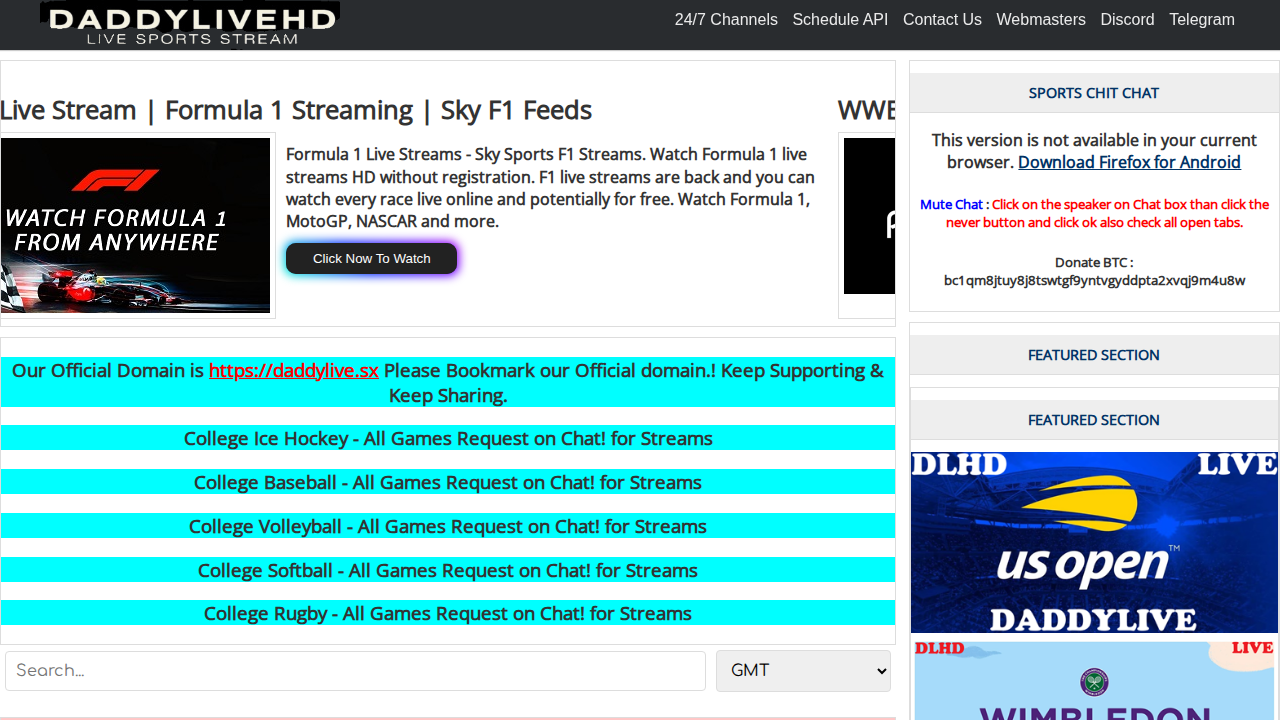 DADDYLIVEHD
LIVE SPORTS STREAM
24/7 Channels Schedule API Contact Us Webmasters Discord Telegram
Live Stream | Formula 1 Streaming | Sky F1 Feeds
WATCH FORMULA 1
FROM ANYWHERE
Formula 1 Live Streams - Sky Sports F1 Streams. Watch Formula 1 live
streams HD without registration. F1 live streams are back and you can
watch every race live online and potentially for free. Watch Formula 1,
MotoGP, NASCAR and more.
Click Now To Watch
WWE
Our Official Domain is https://daddylive.sx Please Bookmark our Official domain.! Keep Supporting &
Keep Sharing.
College Ice Hockey - All Games Request on Chat! for Streams
College Baseball - All Games Request on Chat! for Streams
College Volleyball - All Games Request on Chat! for Streams
College Softball - All Games Request on Chat! for Streams
College Rugby - All Games Request on Chat! for Streams
Search...
GMT
SPORTS CHIT CHAT
This version is not available in your current
browser. Download Firefox for Android
Mute Chat : Click on the speaker on Chat box than click the
never button and click ok also check all open tabs.
Donate BTC :
bc1qm8jtuy8j8tswtgf9yntvgyddpta2xvqj9m4u8w
FEATURED SECTION
FEATURED SECTION
DLHD LIVE
us open
DADDYLIVE
DLHD LIVE
WIMBLEDON